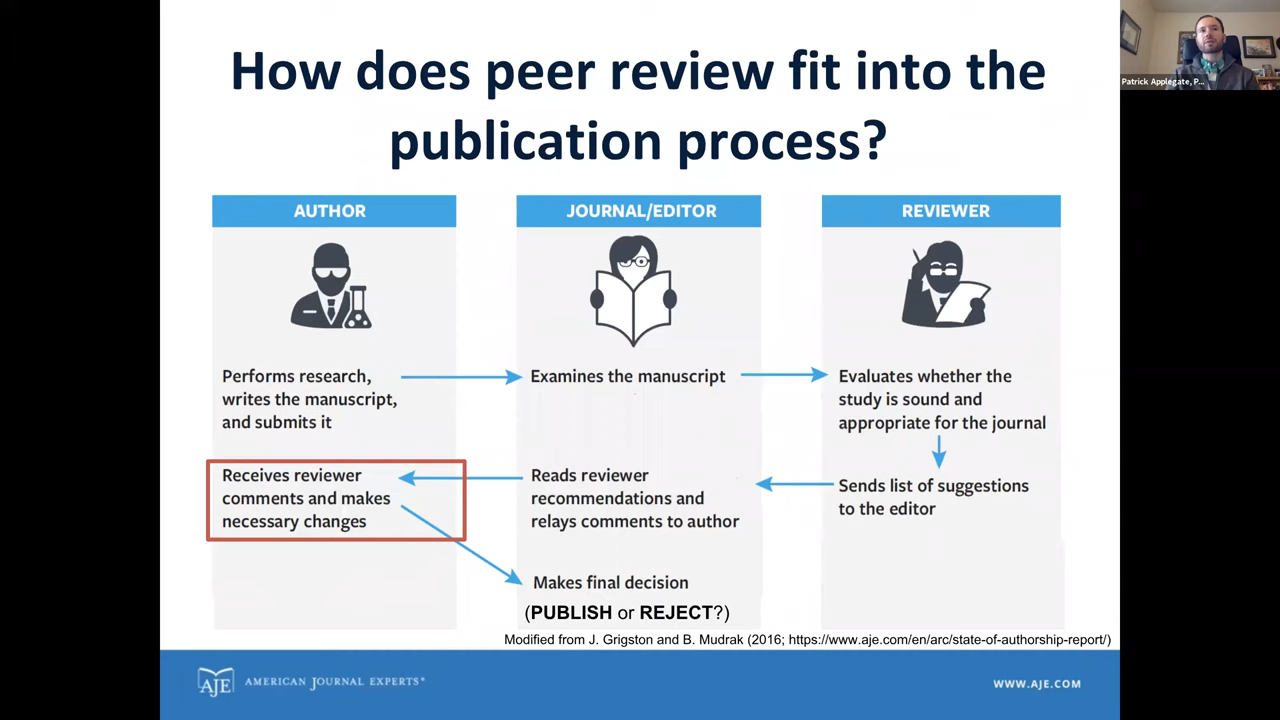 How does peer review fit into the
publication process?
Patrick Applegate, P...
AUTHOR
JOURNAL/EDITOR
REVIEWER
Performs research,
writes the manuscript,
and submits it
Examines the manuscript
Evaluates whether the
study is sound and
appropriate for the journal
Receives reviewer
comments and makes
necessary changes
Reads reviewer
recommendations and
relays comments to author
Sends list of suggestions
to the editor
Makes final decision
(PUBLISH or REJECT?)
Modified from J. Grigston and B. Mudrak (2016; https://www.aje.com/en/arc/state-of-authorship-report/)
AJE
AMERICAN JOURNAL EXPERTS®
WWW.AJE.COM